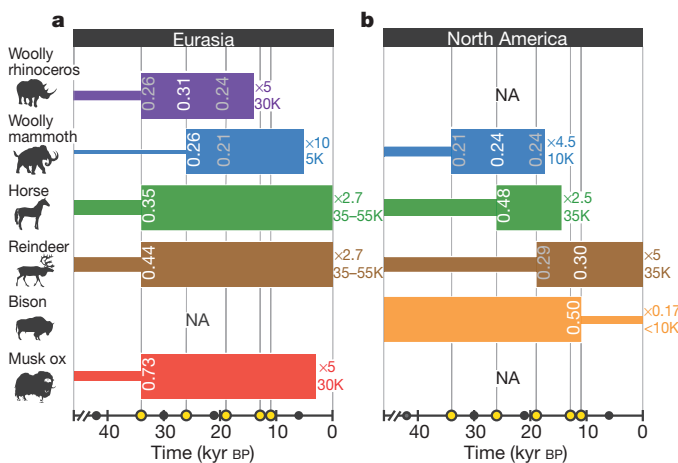 a
b
Eurasia
North America
Woolly
rhinoceros
0.26
0.31
0.24
×5
30K
NA
Woolly
mammoth
0.26
0.21
×10
5K
0.21
0.24
0.24
×4.5
10K
Horse
0.35
×2.7
35–55K
0.48
×2.5
35K
Reindeer
0.44
×2.7
35–55K
0.29
0.30
×5
35K
Bison
NA
0.50
×0.17
<10K
Musk ox
0.73
×5
30K
NA
40 30 20 10 0
40 30 20 10 0
Time (kyr BP)
Time (kyr BP)